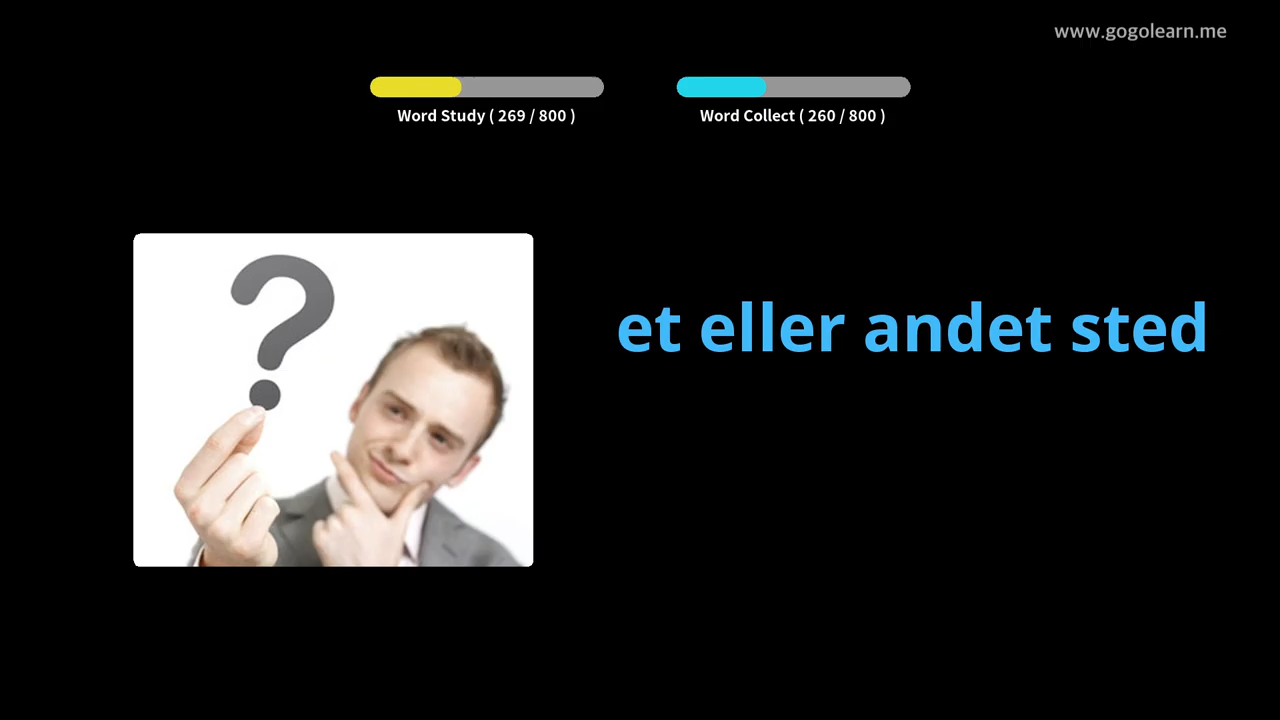 www.gogolearn.me
Word Study ( 269 / 800 )
Word Collect ( 260 / 800 )
?
et eller andet sted